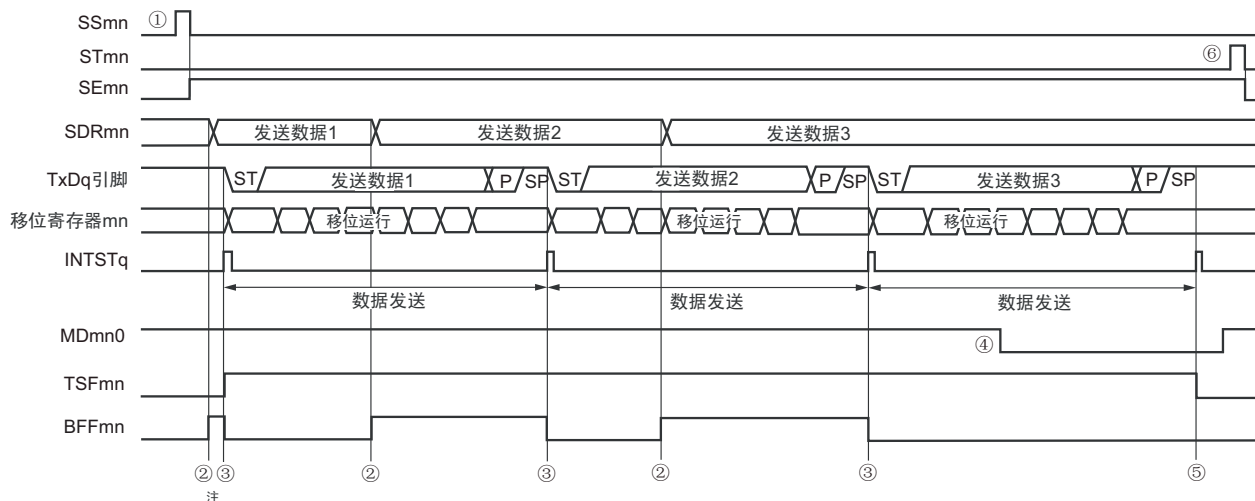 ① SSmn
STmn ⑥
SEmn
SDRmn 发送数据1 发送数据2 发送数据3
TxDq引脚 ST 发送数据1 P SP ST 发送数据2 P SP ST 发送数据3 P SP
移位寄存器mn 移位运行 移位运行 移位运行
INTSTq
数据发送 数据发送 数据发送
MDmn0 ④
TSFmn
BFFmn
② ③ ② ③ ② ③ ⑤
注